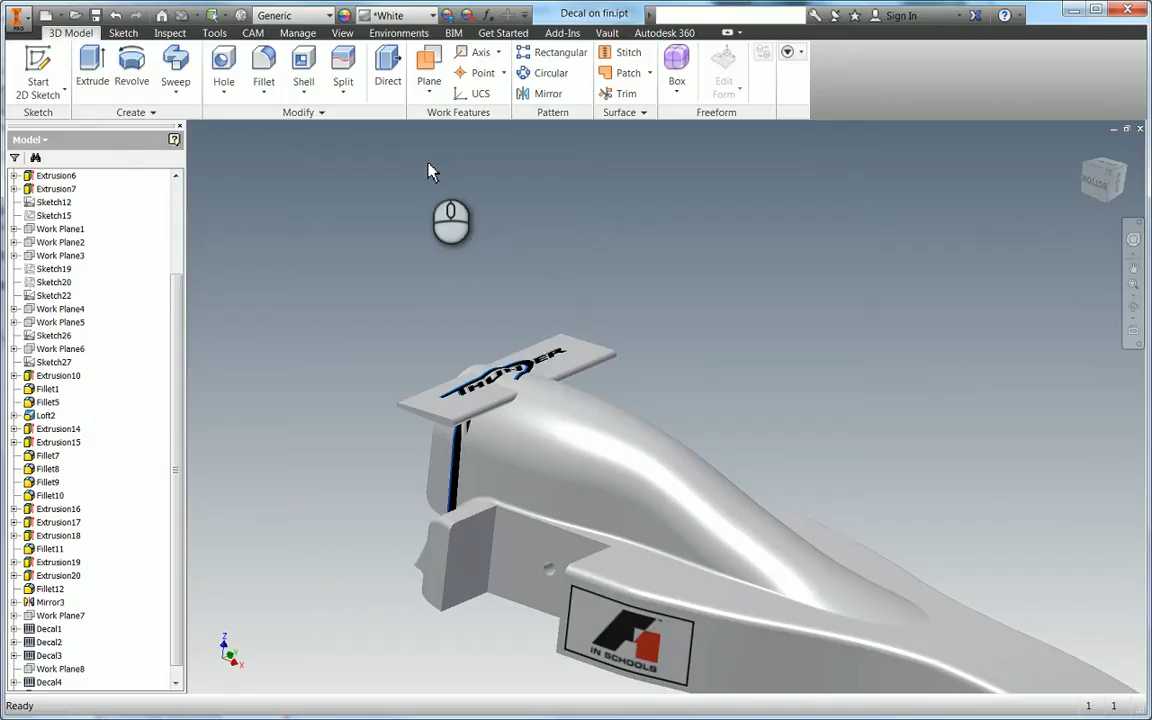 PRO
Generic
*White
Decal on fin.ipt
Sign In
3D Model
Sketch
Inspect
Tools
CAM
Manage
View
Environments
BIM
Get Started
Add-Ins
Vault
Autodesk 360
Start
2D Sketch
Extrude
Revolve
Sweep
Hole
Fillet
Shell
Split
Direct
Plane
Axis
Point
UCS
Rectangular
Circular
Mirror
Stitch
Patch
Trim
Box
Edit
Form
Sketch
Create
Modify
Work Features
Pattern
Surface
Freeform
Model
Extrusion6
Extrusion7
Sketch12
Sketch15
Work Plane1
Work Plane2
Work Plane3
Sketch19
Sketch20
Sketch22
Work Plane4
Work Plane5
Sketch26
Work Plane6
Sketch27
Extrusion10
Fillet1
Fillet5
Loft2
Extrusion14
Extrusion15
Fillet7
Fillet8
Fillet9
Fillet10
Extrusion16
Extrusion17
Extrusion18
Fillet11
Extrusion19
Extrusion20
Fillet12
Mirror3
Work Plane7
Decal1
Decal2
Decal3
Work Plane8
Decal4
BOTTOM
IN SCHOOLS
TM
Z
Y
X
Ready
1 1